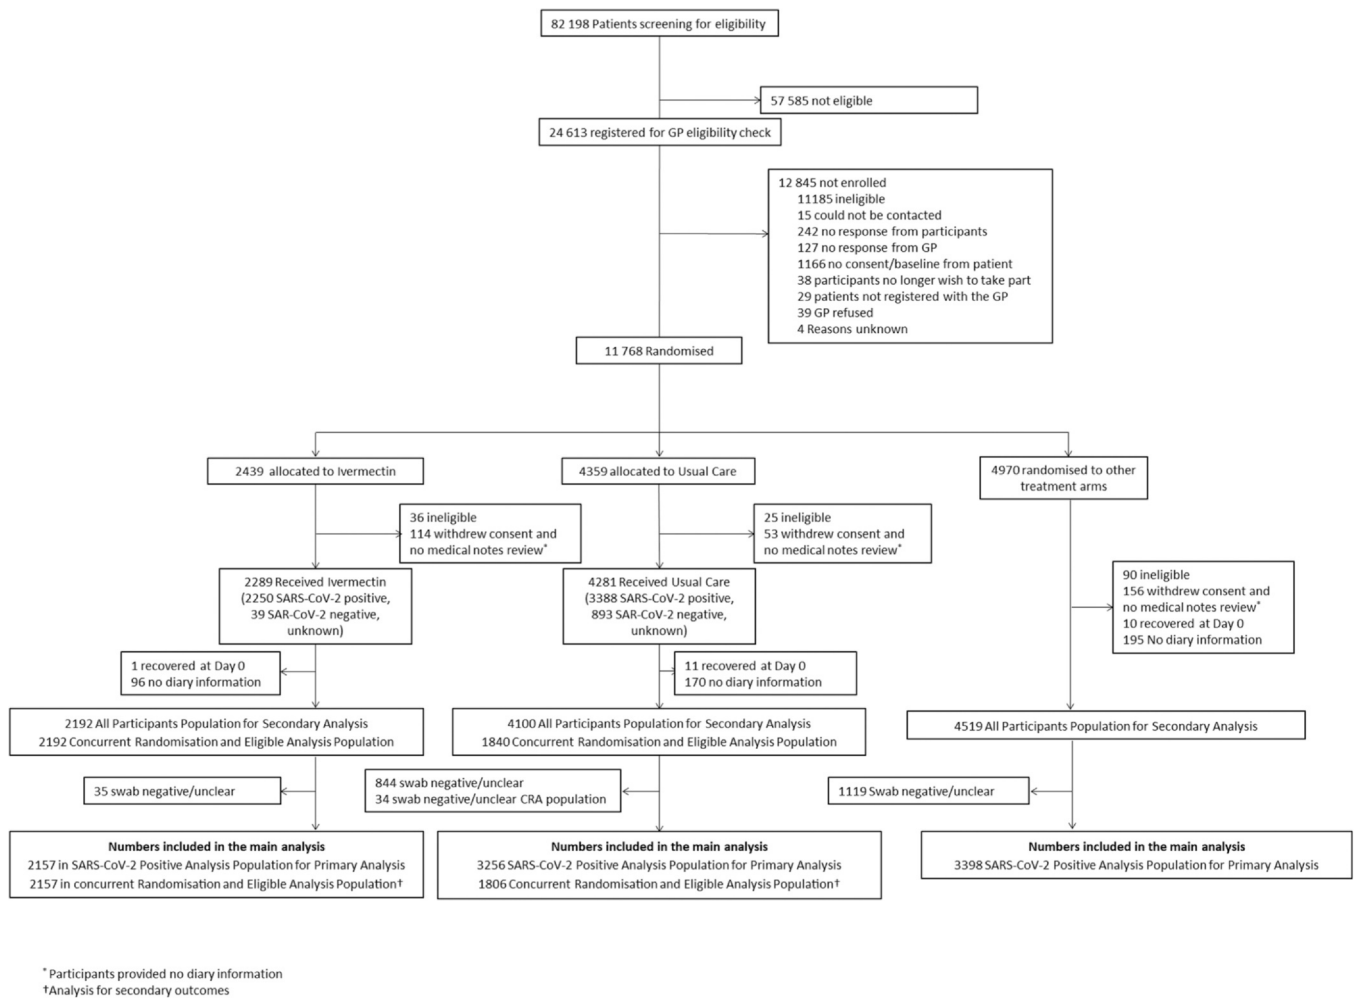 82 198 Patients screening for eligibility
57 585 not eligible
24 613 registered for GP eligibility check
12 845 not enrolled
11185 ineligible
15 could not be contacted
242 no response from participants
127 no response from GP
1166 no consent/baseline from patient
38 participants no longer wish to take part
29 patients not registered with the GP
39 GP refused
4 Reasons unknown
11 768 Randomised
2439 allocated to Ivermectin
4359 allocated to Usual Care
4970 randomised to other
treatment arms
36 ineligible
114 withdrew consent and
no medical notes review*
25 ineligible
53 withdrew consent and
no medical notes review*
2289 Received Ivermectin
(2250 SARS-CoV-2 positive,
39 SAR-CoV-2 negative,
unknown)
4281 Received Usual Care
(3388 SARS-CoV-2 positive,
893 SAR-CoV-2 negative,
unknown)
90 ineligible
156 withdrew consent and
no medical notes review*
10 recovered at Day 0
195 No diary information
1 recovered at Day 0
96 no diary information
11 recovered at Day 0
170 no diary information
2192 All Participants Population for Secondary Analysis
2192 Concurrent Randomisation and Eligible Analysis Population
4100 All Participants Population for Secondary Analysis
1840 Concurrent Randomisation and Eligible Analysis Population
4519 All Participants Population for Secondary Analysis
35 swab negative/unclear
844 swab negative/unclear
34 swab negative/unclear CRA population
1119 Swab negative/unclear
Numbers included in the main analysis
2157 in SARS-CoV-2 Positive Analysis Population for Primary Analysis
2157 in concurrent Randomisation and Eligible Analysis Population†
Numbers included in the main analysis
3256 SARS-CoV-2 Positive Analysis Population for Primary Analysis
1806 Concurrent Randomisation and Eligible Analysis Population†
Numbers included in the main analysis
3398 SARS-CoV-2 Positive Analysis Population for Primary Analysis
* Participants provided no diary information
†Analysis for secondary outcomes